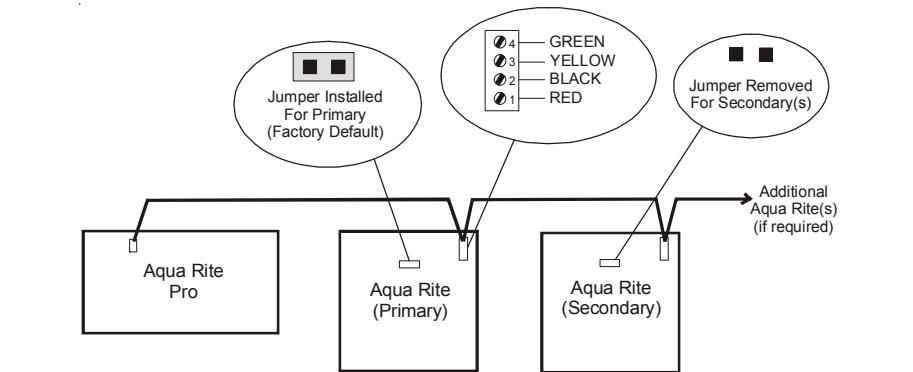 Jumper Installed
For Primary
(Factory Default)
4 GREEN
3 YELLOW
2 BLACK
1 RED
Jumper Removed
For Secondary(s)
Additional
Aqua Rite(s)
(if required)
Aqua Rite
Pro
Aqua Rite
(Primary)
Aqua Rite
(Secondary)